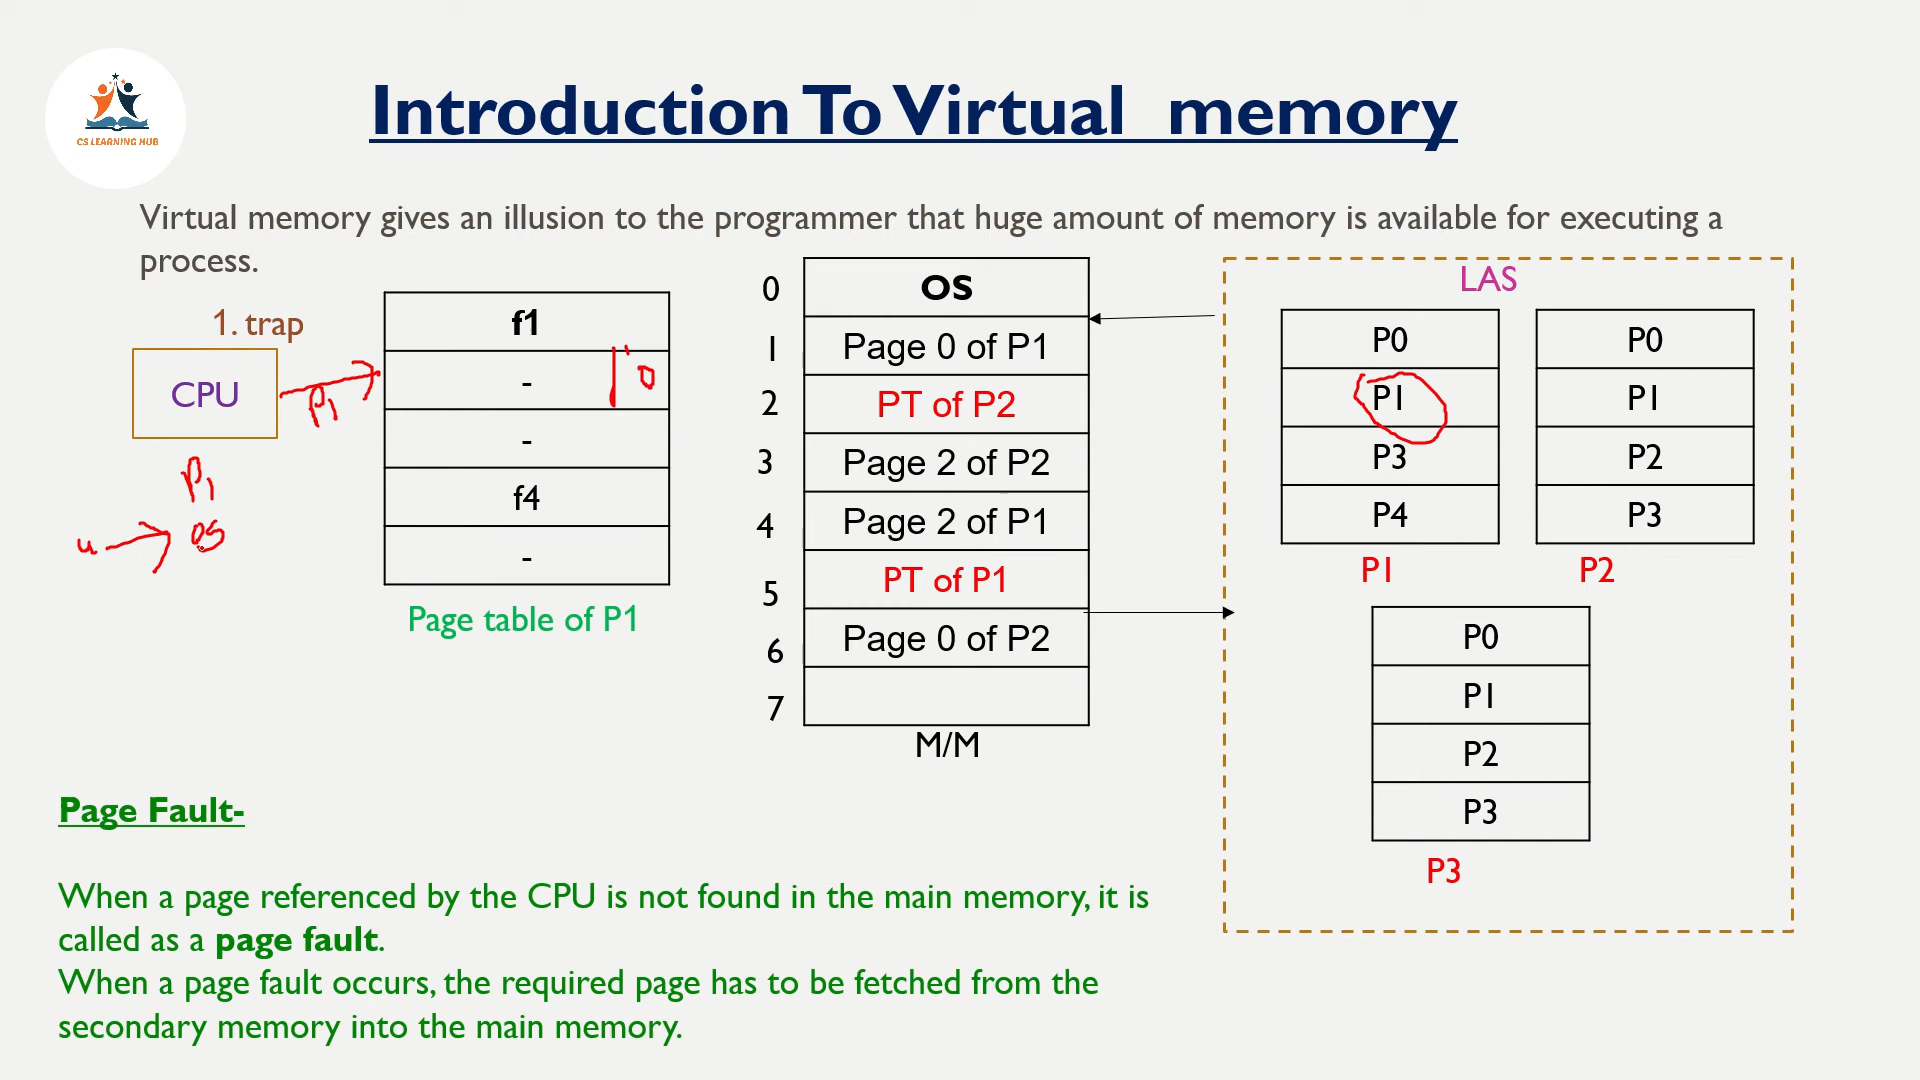 CS LEARNING HUB
Introduction To Virtual memory
Virtual memory gives an illusion to the programmer that huge amount of memory is available for executing a
process.
1. trap
CPU
P1
P1
u
OS
f1
-
1 0
-
f4
-
Page table of P1
0 OS
1 Page 0 of P1
2 PT of P2
3 Page 2 of P2
4 Page 2 of P1
5 PT of P1
6 Page 0 of P2
7
M/M
LAS
P0
P1
P3
P4
P1
P0
P1
P2
P3
P2
P0
P1
P2
P3
P3
Page Fault-
When a page referenced by the CPU is not found in the main memory, it is
called as a page fault.
When a page fault occurs, the required page has to be fetched from the
secondary memory into the main memory.